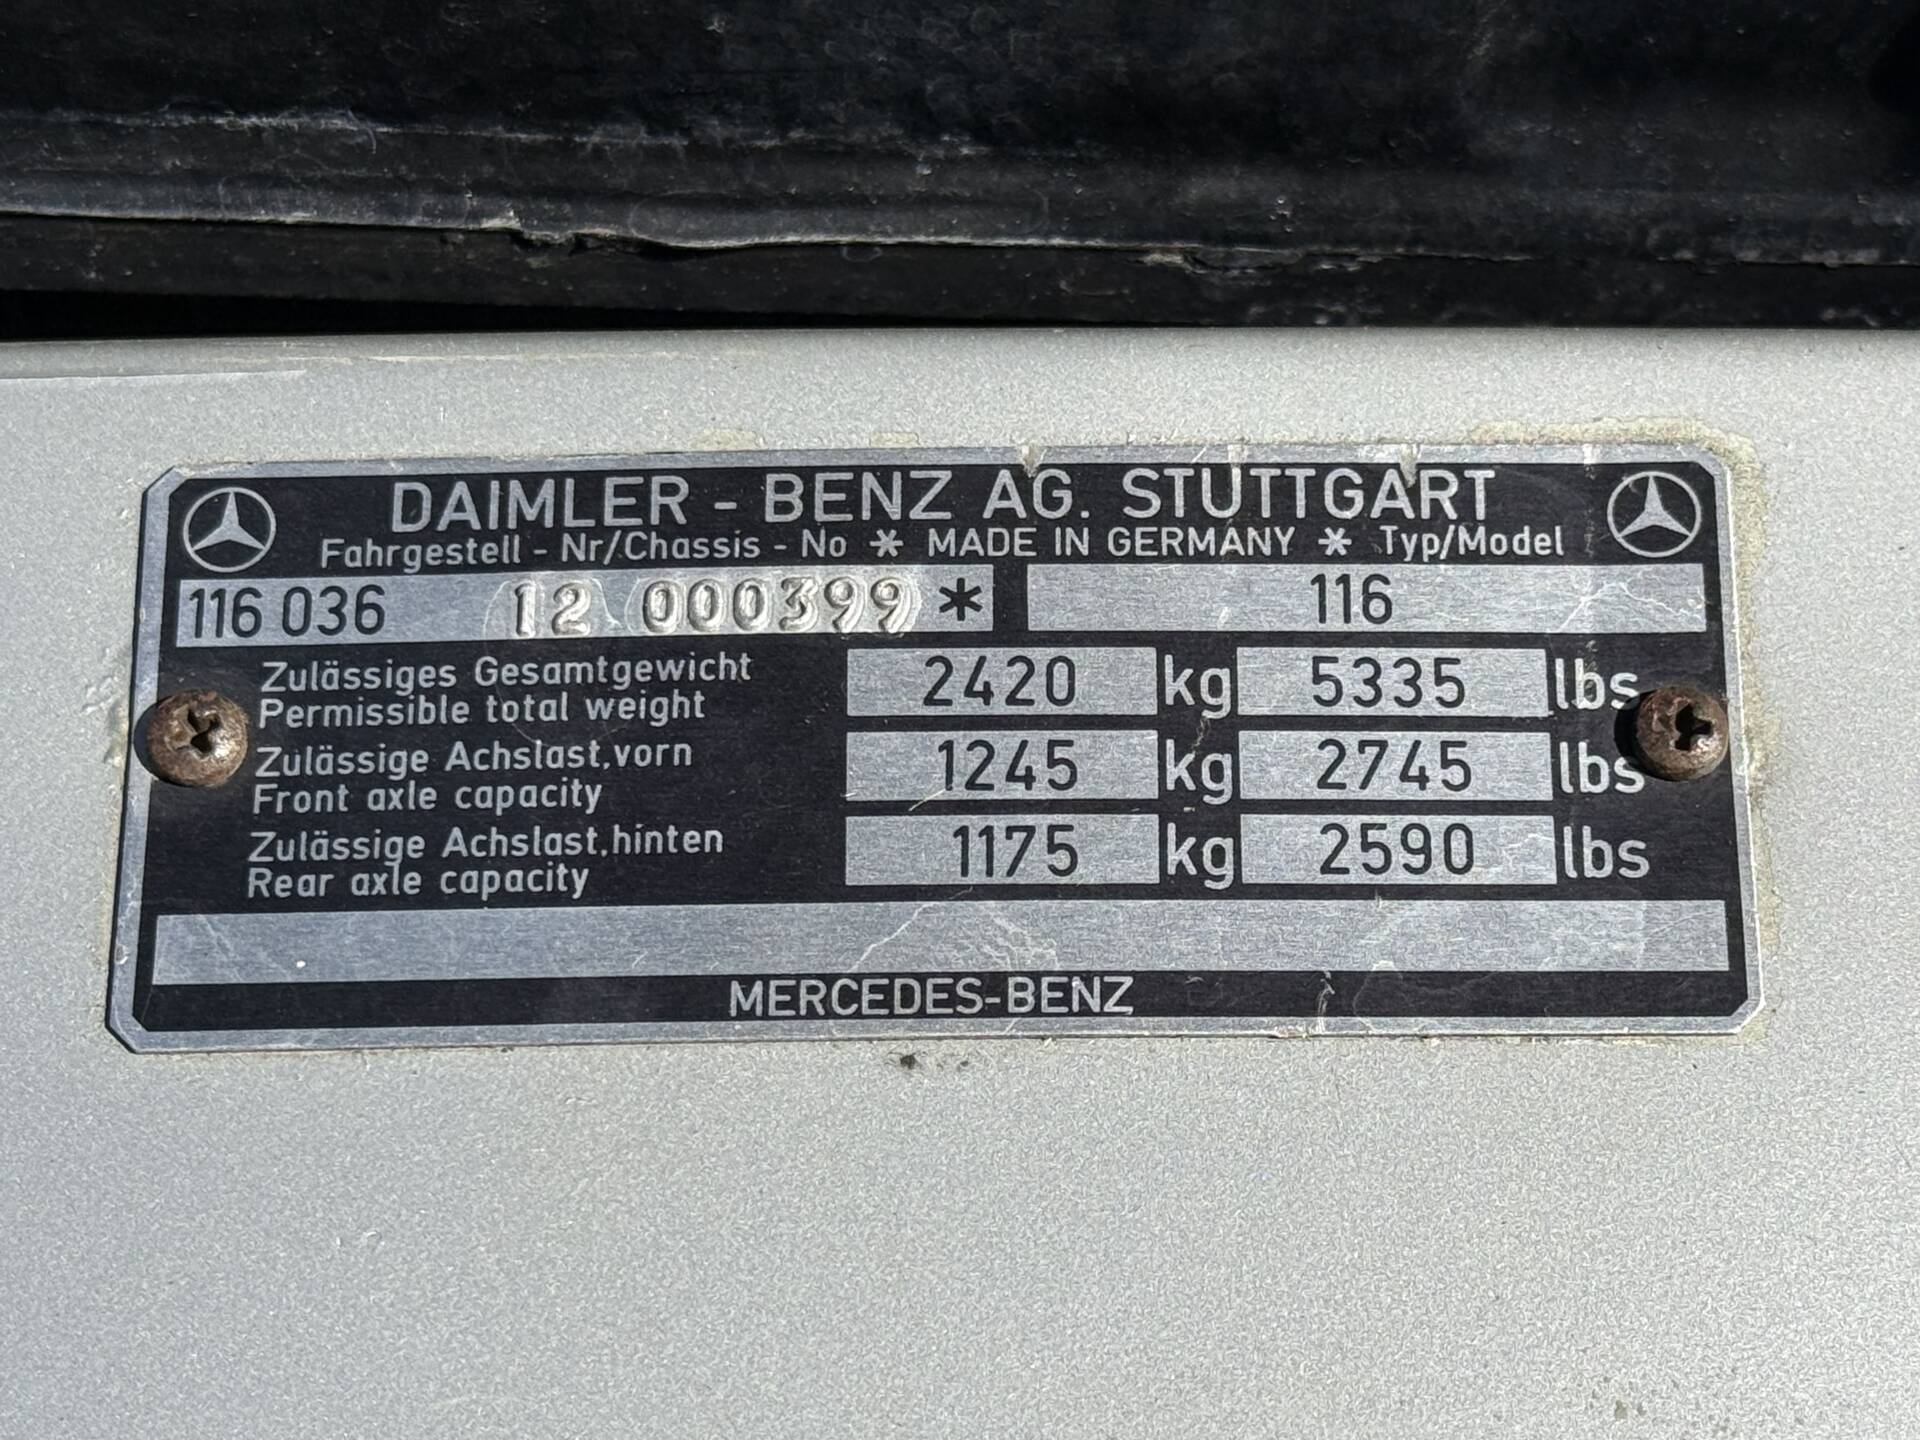 DAIMLER - BENZ AG. STUTTGART
Fahrgestell - Nr/Chassis - No * MADE IN GERMANY * Typ/Model
116 036 12 000399 * 116
Zulässiges Gesamtgewicht
Permissible total weight 2420 kg 5335 lbs
Zulässige Achslast,vorn
Front axle capacity 1245 kg 2745 lbs
Zulässige Achslast,hinten
Rear axle capacity 1175 kg 2590 lbs
MERCEDES-BENZ